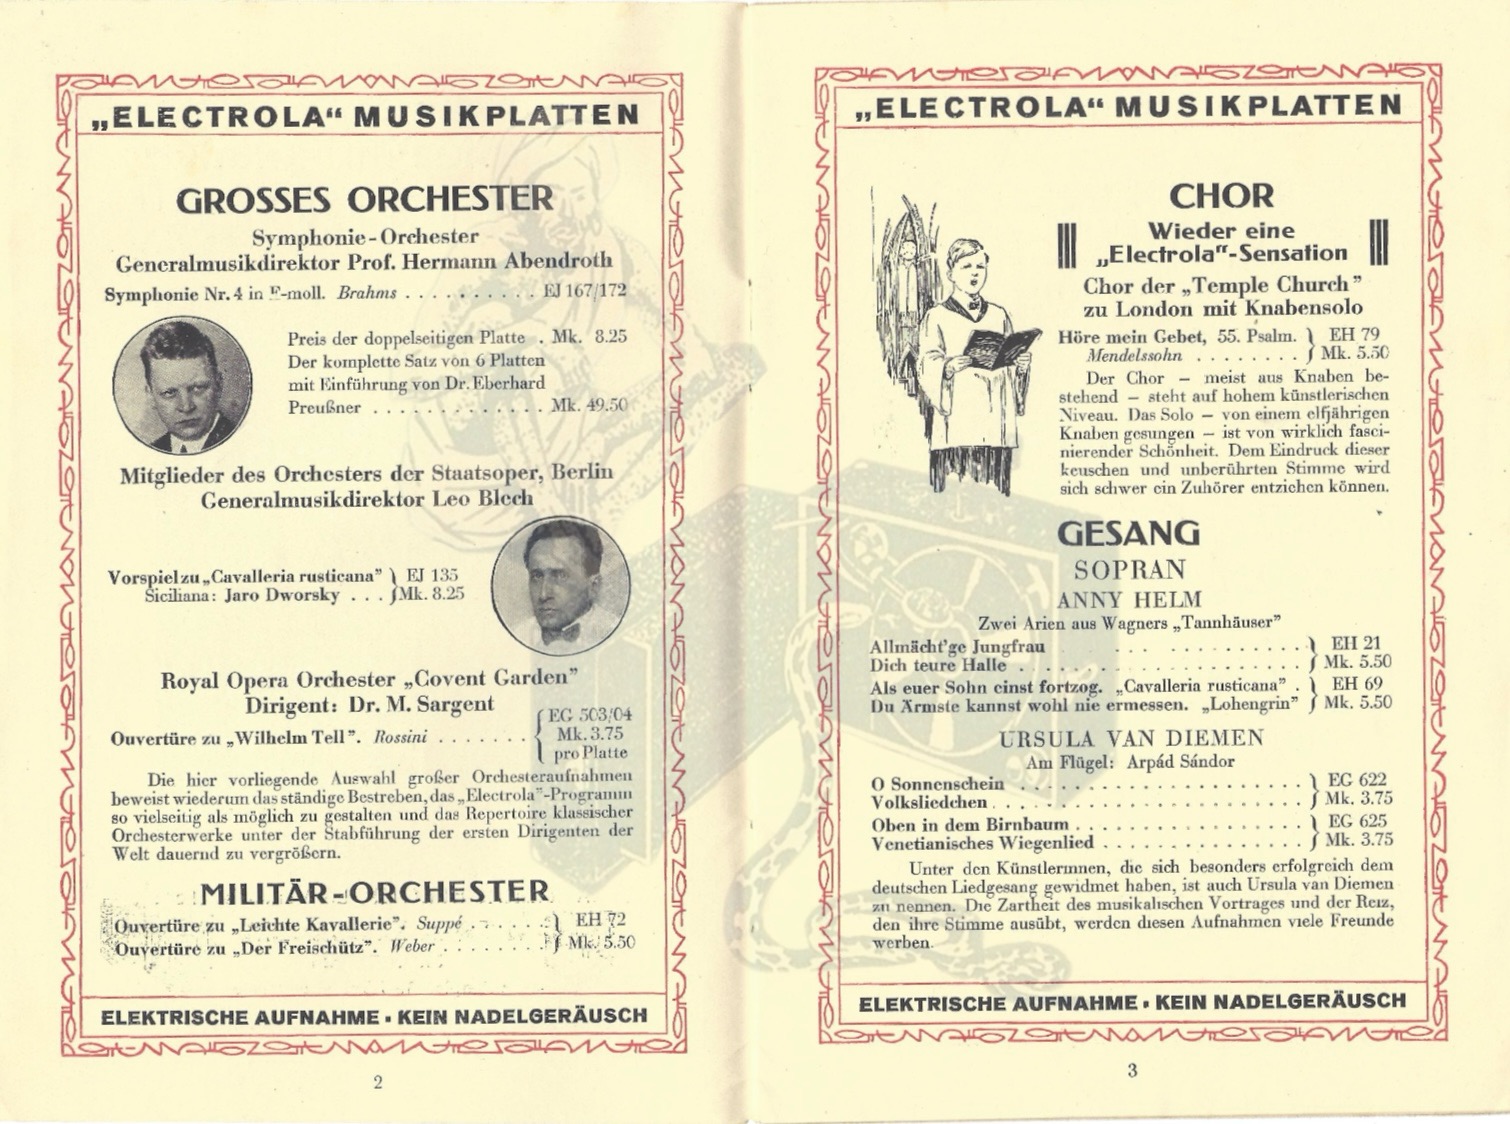 „ELECTROLA“ MUSIKPLATTEN
GROSSES ORCHESTER
Symphonie-Orchester
Generalmusikdirektor Prof. Hermann Abendroth
Symphonie Nr. 4 in E-moll. Brahms . . . . . . . . . . EJ 167/172
Preis der doppelseitigen Platte . Mk. 8.25
Der komplette Satz von 6 Platten
mit Einführung von Dr. Eberhard
Preußner . . . . . . . . . . . . Mk. 49.50
Mitglieder des Orchesters der Staatsoper, Berlin
Generalmusikdirektor Leo Blech
Vorspiel zu „Cavalleria rusticana” } EJ 135
Siciliana: Jaro Dworsky . . . } Mk. 8.25
Royal Opera Orchester „Covent Garden”
Dirigent: Dr. M. Sargent
Ouvertüre zu „Wilhelm Tell”. Rossini . . . . . . . { EG 503/04
Mk. 3.75
pro Platte
Die hier vorliegende Auswahl großer Orchesteraufnahmen
beweist wiederum das ständige Bestreben, das „Electrola”-Programm
so vielseitig als möglich zu gestalten und das Repertoire klassischer
Orchesterwerke unter der Stabführung der ersten Dirigenten der
Welt dauernd zu vergrößern.
MILITÄR-ORCHESTER
Ouvertüre zu „Leichte Kavallerie”. Suppé . . . . . . } EH 72
Ouvertüre zu „Der Freischütz”. Weber . . . . . . . . } Mk. 5.50
ELEKTRISCHE AUFNAHME · KEIN NADELGERÄUSCH
2
„ELECTROLA“ MUSIKPLATTEN
CHOR
Wieder eine
„Electrola”-Sensation
Chor der „Temple Church”
zu London mit Knabensolo
Höre mein Gebet, 55. Psalm. } EH 79
Mendelssohn . . . . . . . . } Mk. 5.50
Der Chor – meist aus Knaben be-
stehend – steht auf hohem künstlerischen
Niveau. Das Solo – von einem elfjährigen
Knaben gesungen – ist von wirklich faszi-
nierender Schönheit. Dem Eindruck dieser
keuschen und unberührten Stimme wird
sich schwer ein Zuhörer entziehen können.
GESANG
SOPRAN
ANNY HELM
Zwei Arien aus Wagners „Tannhäuser”
Allmächt'ge Jungfrau . . . . . . . . . . . . } EH 21
Dich teure Halle . . . . . . . . . . . . . . . . } Mk. 5.50
Als euer Sohn einst fortzog. „Cavalleria rusticana” . } EH 69
Du Ärmste kannst wohl nie ermessen. „Lohengrin” } Mk. 5.50
URSULA VAN DIEMEN
Am Flügel: Arpád Sándor
O Sonnenschein . . . . . . . . . . . . . . . . } EG 622
Volksliedchen . . . . . . . . . . . . . . . . . . } Mk. 3.75
Oben in dem Birnbaum . . . . . . . . . . . . } EG 625
Venetianisches Wiegenlied . . . . . . . . . . } Mk. 3.75
Unter den Künstlerinnen, die sich besonders erfolgreich dem
deutschen Liedgesang gewidmet haben, ist auch Ursula van Diemen
zu nennen. Die Zartheit des musikalischen Vortrages und der Reiz,
den ihre Stimme ausübt, werden diesen Aufnahmen viele Freunde
werben.
ELEKTRISCHE AUFNAHME · KEIN NADELGERÄUSCH
3